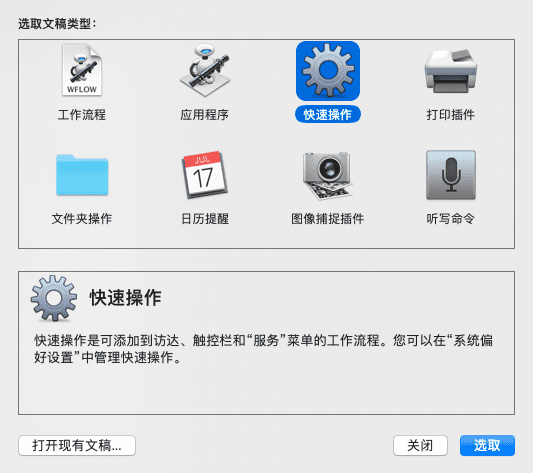 选取文稿类型：
WFLOW
工作流程
应用程序
快速操作
打印插件
JUL
17
文件夹操作
日历提醒
图像捕捉插件
听写命令
快速操作
快速操作是可添加到访达、触控栏和“服务”菜单的工作流程。您可以在“系统偏
好设置”中管理快速操作。
打开现有文稿...
关闭
选取